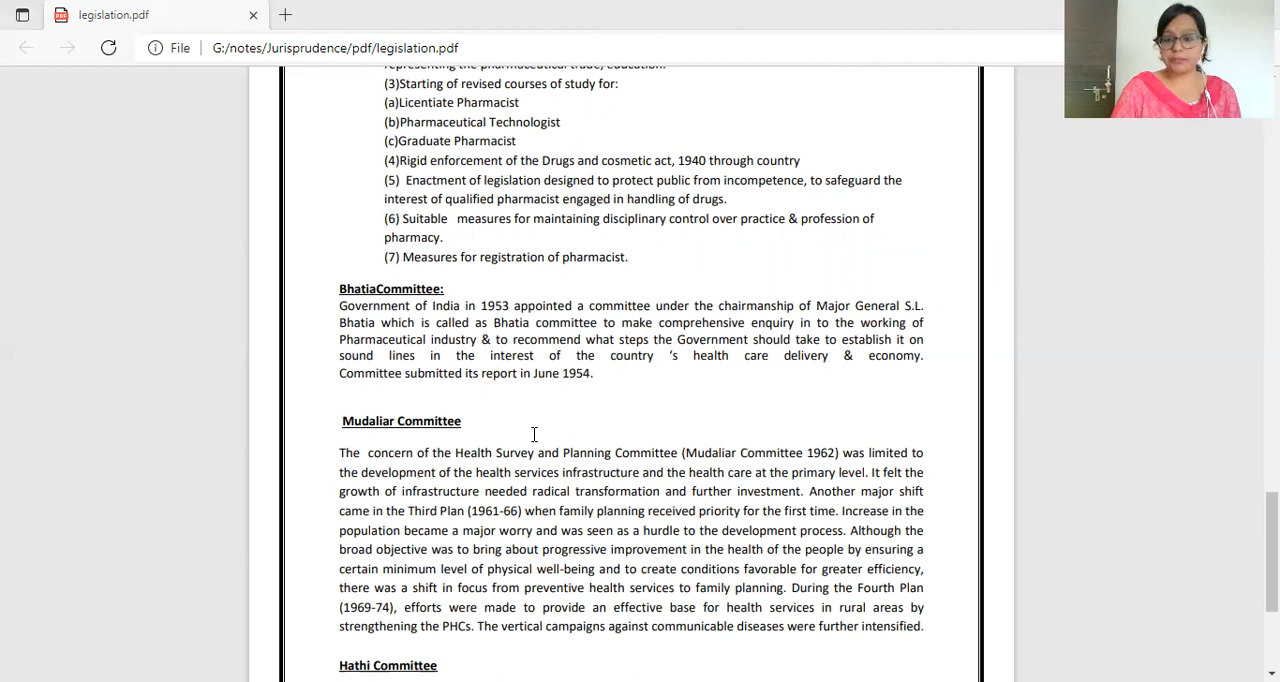 legislation.pdf
File
G:/notes/Jurisprudence/pdf/legislation.pdf
representing the pharmaceutical trade, education.
(3)Starting of revised courses of study for:
(a)Licentiate Pharmacist
(b)Pharmaceutical Technologist
(c)Graduate Pharmacist
(4)Rigid enforcement of the Drugs and cosmetic act, 1940 through country
(5) Enactment of legislation designed to protect public from incompetence, to safeguard the
interest of qualified pharmacist engaged in handling of drugs.
(6) Suitable measures for maintaining disciplinary control over practice & profession of
pharmacy.
(7) Measures for registration of pharmacist.
BhatiaCommittee:
Government of India in 1953 appointed a committee under the chairmanship of Major General S.L.
Bhatia which is called as Bhatia committee to make comprehensive enquiry in to the working of
Pharmaceutical industry & to recommend what steps the Government should take to establish it on
sound lines in the interest of the country 's health care delivery & economy.
Committee submitted its report in June 1954.
Mudaliar Committee
The concern of the Health Survey and Planning Committee (Mudaliar Committee 1962) was limited to
the development of the health services infrastructure and the health care at the primary level. It felt the
growth of infrastructure needed radical transformation and further investment. Another major shift
came in the Third Plan (1961-66) when family planning received priority for the first time. Increase in the
population became a major worry and was seen as a hurdle to the development process. Although the
broad objective was to bring about progressive improvement in the health of the people by ensuring a
certain minimum level of physical well-being and to create conditions favorable for greater efficiency,
there was a shift in focus from preventive health services to family planning. During the Fourth Plan
(1969-74), efforts were made to provide an effective base for health services in rural areas by
strengthening the PHCs. The vertical campaigns against communicable diseases were further intensified.
Hathi Committee